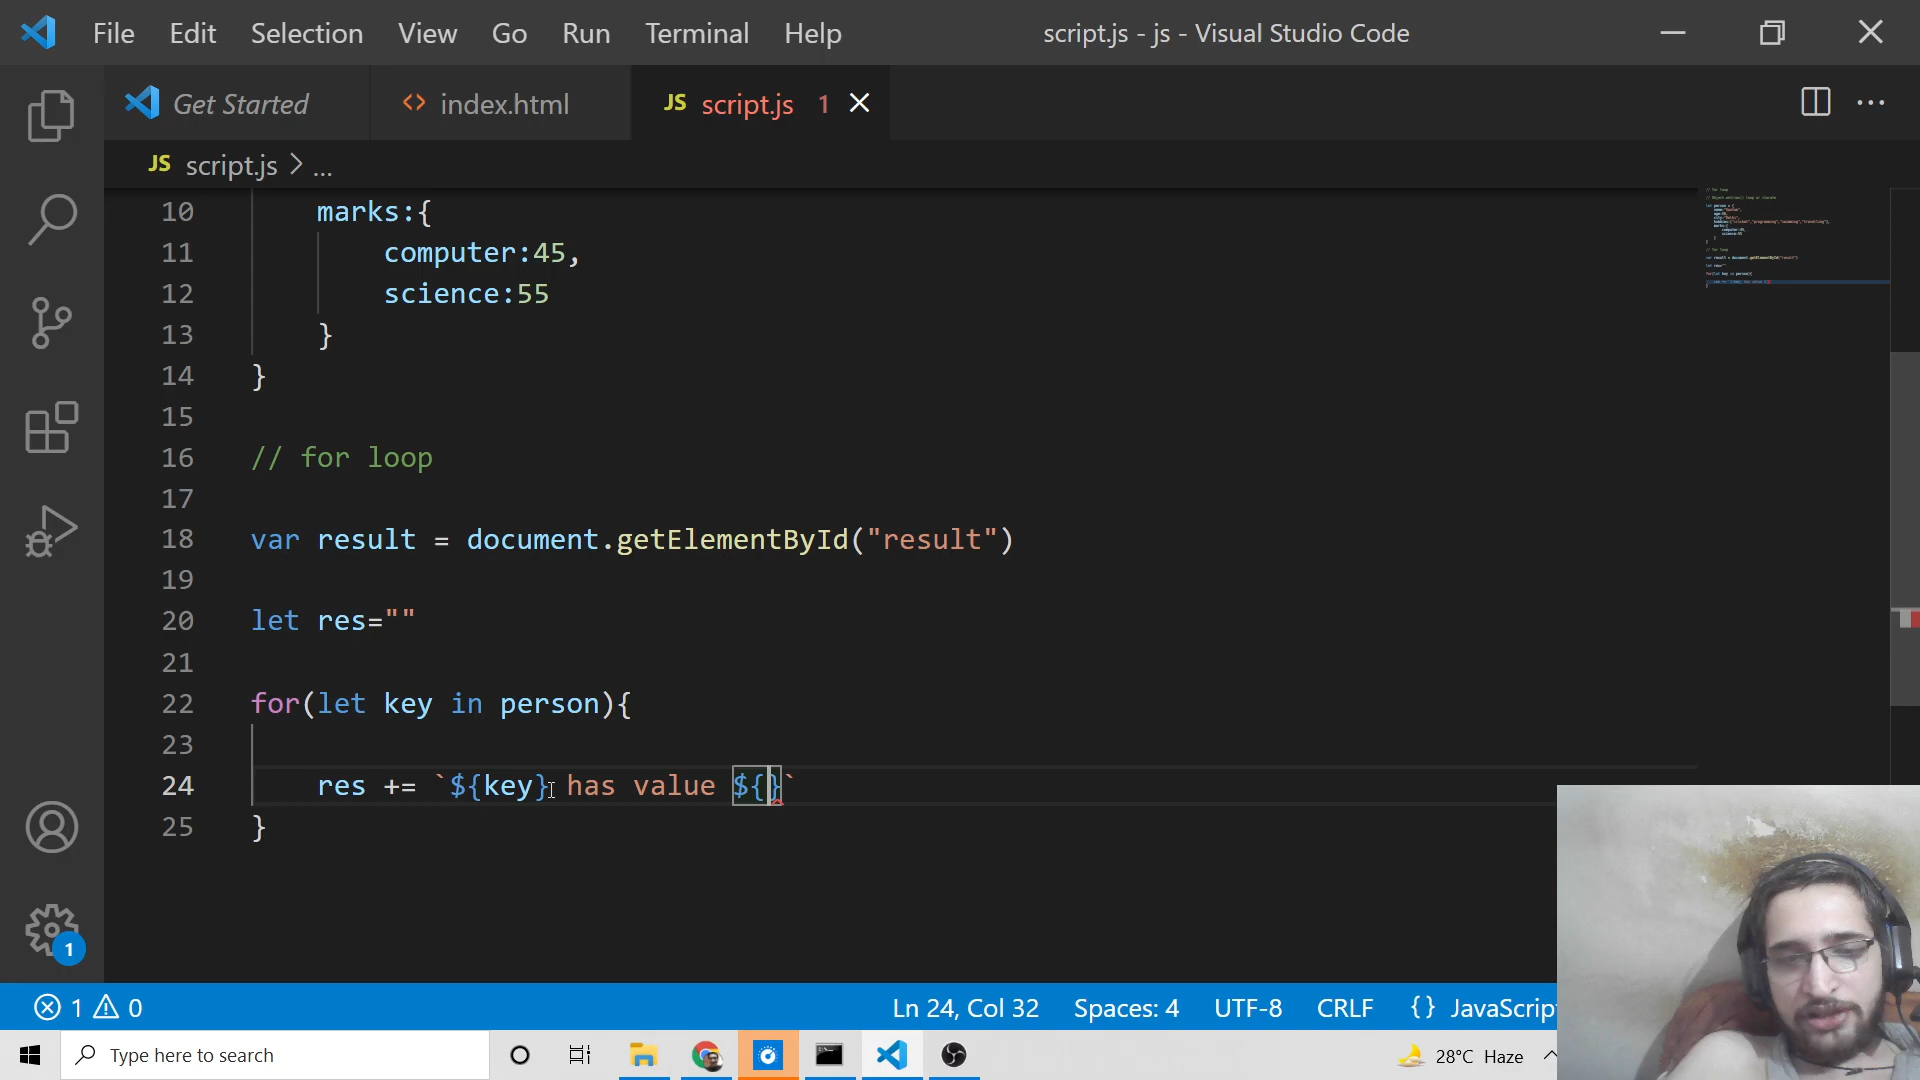 File Edit Selection View Go Run Terminal Help script.js - js - Visual Studio Code
Get Started index.html JS script.js 1
JS script.js > ...
10 marks:{
11 computer:45,
12 science:55
13 }
14 }
15
16 // for loop
17
18 var result = document.getElementById("result")
19
20 let res=""
21
22 for(let key in person){
23
24 res += `${key} has value ${}`
25 }
1 0 Ln 24, Col 32 Spaces: 4 UTF-8 CRLF {} JavaScript
1
Type here to search 28°C Haze